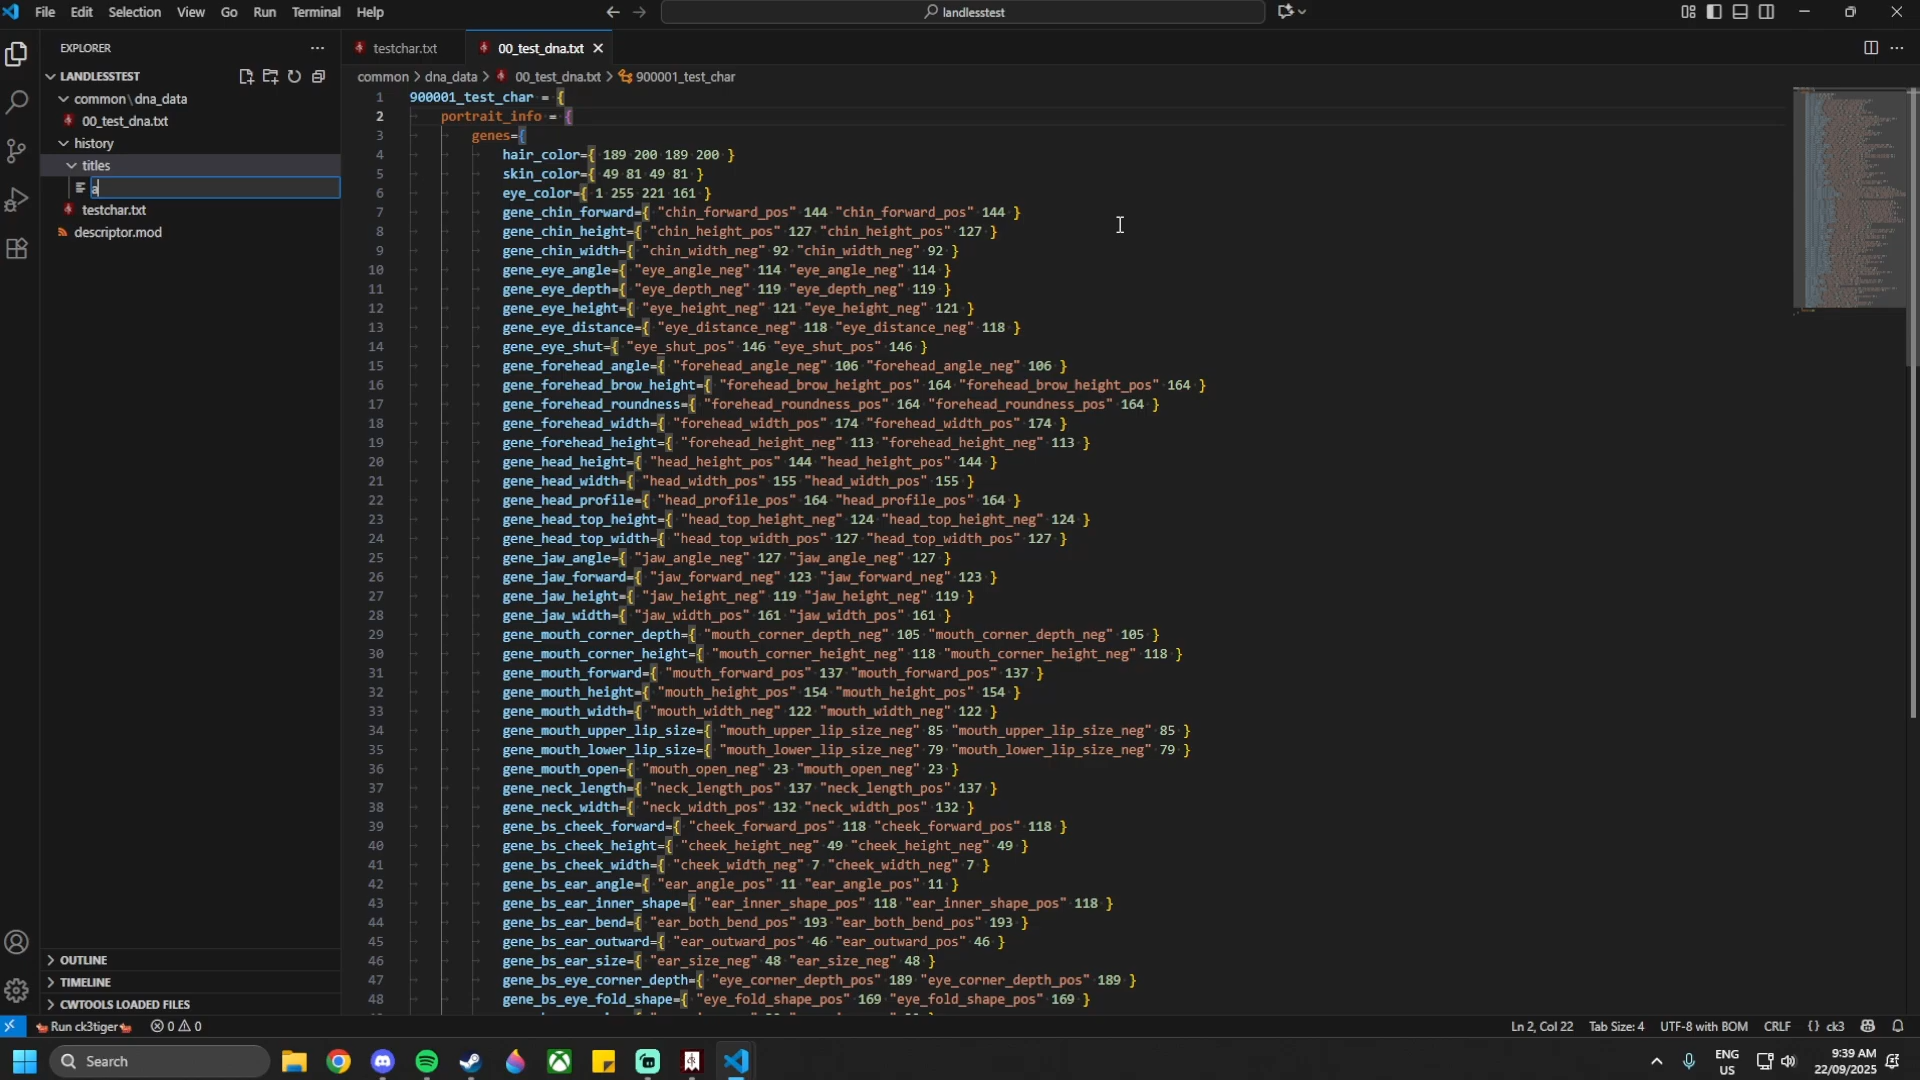 File Edit Selection View Go Run Terminal Help
landlesstest
EXPLORER
LANDLESSTEST
common\dna_data
00_test_dna.txt
history
titles
a
testchar.txt
descriptor.mod
OUTLINE
TIMELINE
CWTOOLS LOADED FILES
testchar.txt
00_test_dna.txt
common > dna_data > 00_test_dna.txt > 900001_test_char
1 900001_test_char = {
2 portrait_info = {
3 genes={
4 hair_color={ 189 200 189 200 }
5 skin_color={ 49 81 49 81 }
6 eye_color={ 1 255 221 161 }
7 gene_chin_forward={ "chin_forward_pos" 144 "chin_forward_pos" 144 }
8 gene_chin_height={ "chin_height_pos" 127 "chin_height_pos" 127 }
9 gene_chin_width={ "chin_width_neg" 92 "chin_width_neg" 92 }
10 gene_eye_angle={ "eye_angle_neg" 114 "eye_angle_neg" 114 }
11 gene_eye_depth={ "eye_depth_neg" 119 "eye_depth_neg" 119 }
12 gene_eye_height={ "eye_height_neg" 121 "eye_height_neg" 121 }
13 gene_eye_distance={ "eye_distance_neg" 118 "eye_distance_neg" 118 }
14 gene_eye_shut={ "eye_shut_pos" 146 "eye_shut_pos" 146 }
15 gene_forehead_angle={ "forehead_angle_neg" 106 "forehead_angle_neg" 106 }
16 gene_forehead_brow_height={ "forehead_brow_height_pos" 164 "forehead_brow_height_pos" 164 }
17 gene_forehead_roundness={ "forehead_roundness_pos" 164 "forehead_roundness_pos" 164 }
18 gene_forehead_width={ "forehead_width_pos" 174 "forehead_width_pos" 174 }
19 gene_forehead_height={ "forehead_height_neg" 113 "forehead_height_neg" 113 }
20 gene_head_height={ "head_height_pos" 144 "head_height_pos" 144 }
21 gene_head_width={ "head_width_pos" 155 "head_width_pos" 155 }
22 gene_head_profile={ "head_profile_pos" 164 "head_profile_pos" 164 }
23 gene_head_top_height={ "head_top_height_neg" 124 "head_top_height_neg" 124 }
24 gene_head_top_width={ "head_top_width_pos" 127 "head_top_width_pos" 127 }
25 gene_jaw_angle={ "jaw_angle_neg" 127 "jaw_angle_neg" 127 }
26 gene_jaw_forward={ "jaw_forward_neg" 123 "jaw_forward_neg" 123 }
27 gene_jaw_height={ "jaw_height_neg" 119 "jaw_height_neg" 119 }
28 gene_jaw_width={ "jaw_width_pos" 161 "jaw_width_pos" 161 }
29 gene_mouth_corner_depth={ "mouth_corner_depth_neg" 105 "mouth_corner_depth_neg" 105 }
30 gene_mouth_corner_height={ "mouth_corner_height_neg" 118 "mouth_corner_height_neg" 118 }
31 gene_mouth_forward={ "mouth_forward_pos" 137 "mouth_forward_pos" 137 }
32 gene_mouth_height={ "mouth_height_pos" 154 "mouth_height_pos" 154 }
33 gene_mouth_width={ "mouth_width_neg" 122 "mouth_width_neg" 122 }
34 gene_mouth_upper_lip_size={ "mouth_upper_lip_size_neg" 85 "mouth_upper_lip_size_neg" 85 }
35 gene_mouth_lower_lip_size={ "mouth_lower_lip_size_neg" 79 "mouth_lower_lip_size_neg" 79 }
36 gene_mouth_open={ "mouth_open_neg" 23 "mouth_open_neg" 23 }
37 gene_neck_length={ "neck_length_pos" 137 "neck_length_pos" 137 }
38 gene_neck_width={ "neck_width_pos" 132 "neck_width_pos" 132 }
39 gene_bs_cheek_forward={ "cheek_forward_pos" 118 "cheek_forward_pos" 118 }
40 gene_bs_cheek_height={ "cheek_height_neg" 49 "cheek_height_neg" 49 }
41 gene_bs_cheek_width={ "cheek_width_neg" 7 "cheek_width_neg" 7 }
42 gene_bs_ear_angle={ "ear_angle_pos" 11 "ear_angle_pos" 11 }
43 gene_bs_ear_inner_shape={ "ear_inner_shape_pos" 118 "ear_inner_shape_pos" 118 }
44 gene_bs_ear_bend={ "ear_both_bend_pos" 193 "ear_both_bend_pos" 193 }
45 gene_bs_ear_outward={ "ear_outward_pos" 46 "ear_outward_pos" 46 }
46 gene_bs_ear_size={ "ear_size_neg" 48 "ear_size_neg" 48 }
47 gene_bs_eye_corner_depth={ "eye_corner_depth_pos" 189 "eye_corner_depth_pos" 189 }
48 gene_bs_eye_fold_shape={ "eye_fold_shape_pos" 169 "eye_fold_shape_pos" 169 }
Run ck3tiger 0 0
Ln 2, Col 22 Tab Size: 4 UTF-8 with BOM CRLF {} ck3
Search
ENG
US
9:39 AM
22/09/2025